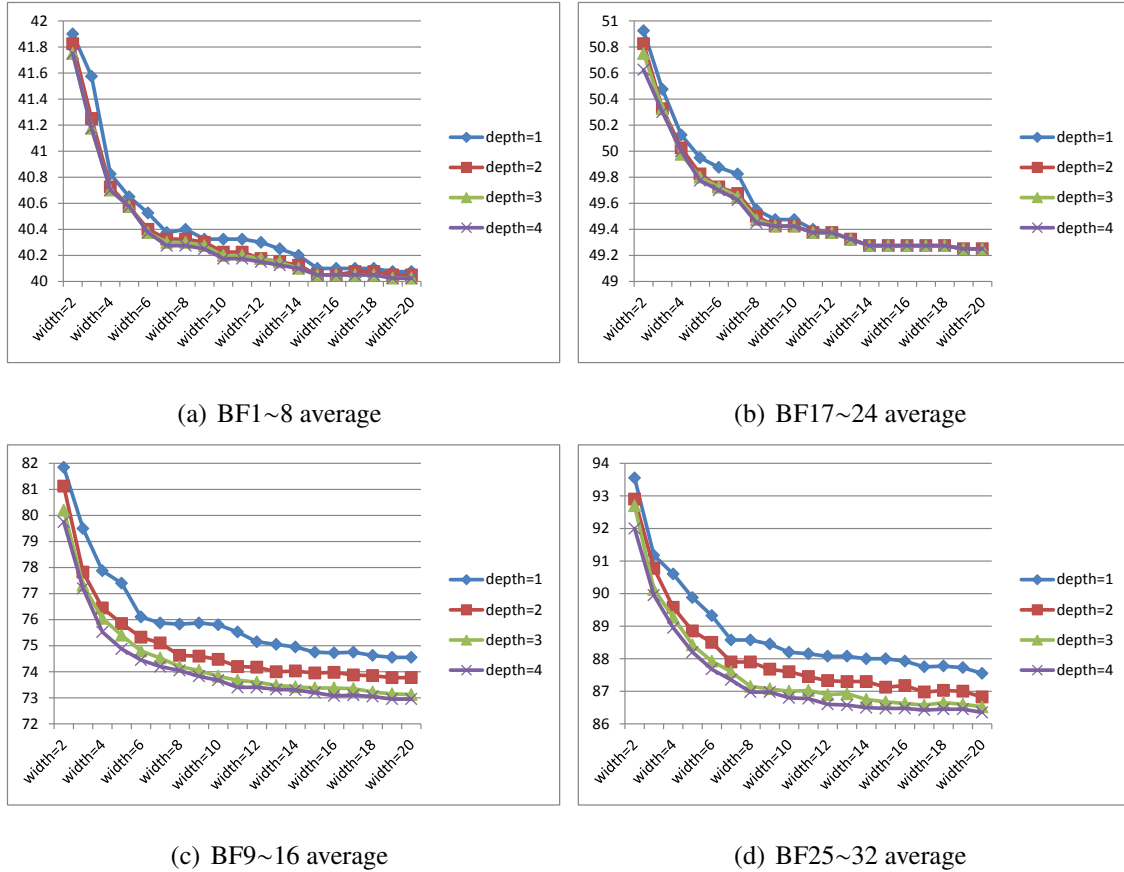 42
41.8
41.6
41.4
41.2
41
40.8
40.6
40.4
40.2
40
width=2
width=4
width=6
width=8
width=10
width=12
width=14
width=16
width=18
width=20
depth=1
depth=2
depth=3
depth=4
(a) BF1~8 average
51
50.8
50.6
50.4
50.2
50
49.8
49.6
49.4
49.2
49
width=2
width=4
width=6
width=8
width=10
width=12
width=14
width=16
width=18
width=20
depth=1
depth=2
depth=3
depth=4
(b) BF17~24 average
82
81
80
79
78
77
76
75
74
73
72
width=2
width=4
width=6
width=8
width=10
width=12
width=14
width=16
width=18
width=20
depth=1
depth=2
depth=3
depth=4
(c) BF9~16 average
94
93
92
91
90
89
88
87
86
width=2
width=4
width=6
width=8
width=10
width=12
width=14
width=16
width=18
width=20
depth=1
depth=2
depth=3
depth=4
(d) BF25~32 average